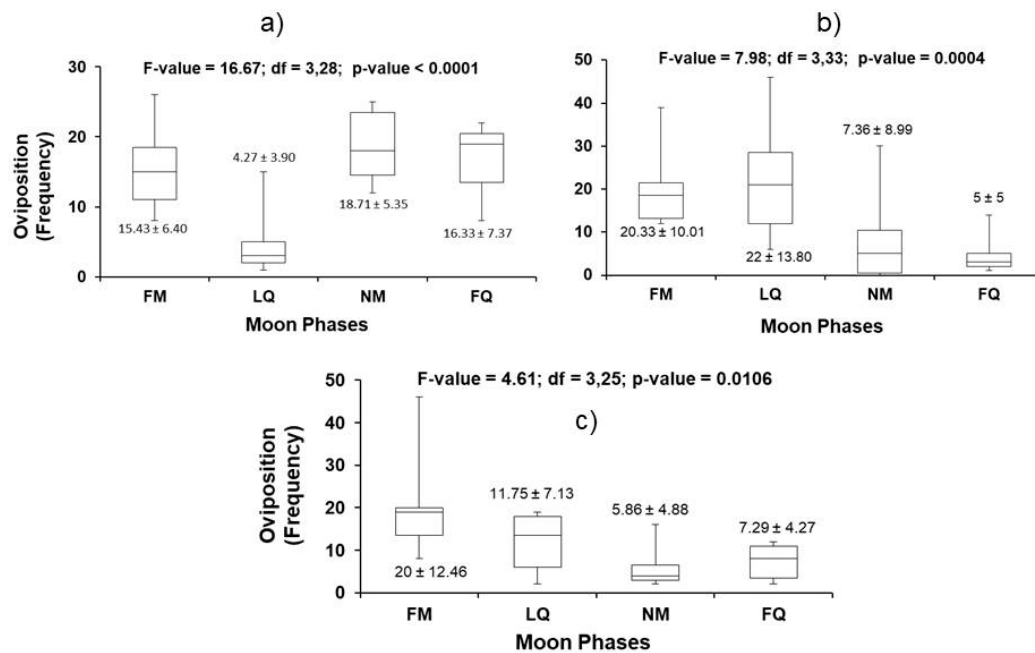 a)
F-value = 16.67; df = 3,28; p-value < 0.0001
Oviposition
(Frequency)
30
20
10
0
15.43 ± 6.40
4.27 ± 3.90
18.71 ± 5.35
16.33 ± 7.37
FM LQ NM FQ
Moon Phases
b)
F-value = 7.98; df = 3,33; p-value = 0.0004
Oviposition
(Frequency)
50
40
30
20
10
0
20.33 ± 10.01
22 ± 13.80
7.36 ± 8.99
5 ± 5
FM LQ NM FQ
Moon Phases
F-value = 4.61; df = 3,25; p-value = 0.0106
c)
Oviposition
(Frequency)
50
40
30
20
10
0
20 ± 12.46
11.75 ± 7.13
5.86 ± 4.88
7.29 ± 4.27
FM LQ NM FQ
Moon Phases